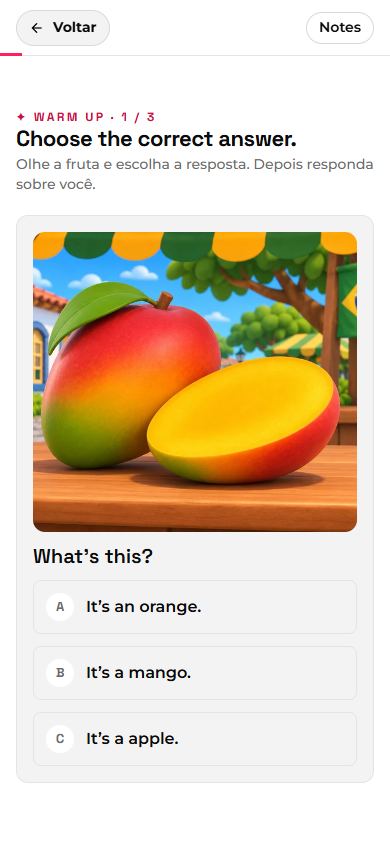 ← Voltar
Notes
✦ WARM UP · 1 / 3
Choose the correct answer.
Olhe a fruta e escolha a resposta. Depois responda
sobre você.
What's this?
A It's an orange.
B It's a mango.
C It's a apple.